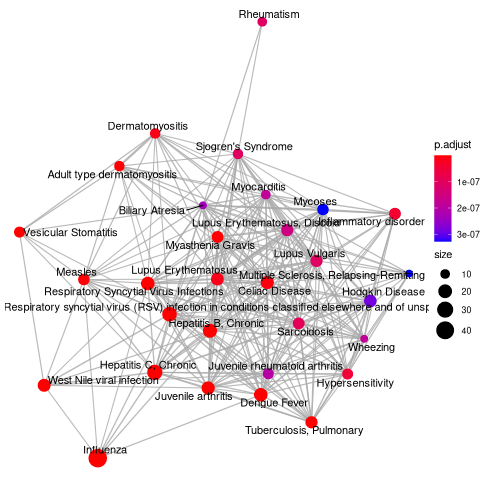 Rheumatism
Dermatomyositis
Sjogren's Syndrome
Adult type dermatomyositis
Myocarditis
Mycoses
Biliary Atresia
Inflammatory disorder
Lupus Erythematosus, Discoid
Vesicular Stomatitis
Myasthenia Gravis
Lupus Vulgaris
Measles
Lupus Erythematosus
Multiple Sclerosis, Relapsing-Remitting
Respiratory Syncytial Virus Infections
Celiac Disease
Hodgkin Disease
Respiratory syncytial virus (RSV) infection in conditions classified elsewhere and of unsp
Hepatitis B, Chronic
Sarcoidosis
Wheezing
Hepatitis C, Chronic
Juvenile rheumatoid arthritis
West Nile viral infection
Hypersensitivity
Juvenile arthritis
Dengue Fever
Tuberculosis, Pulmonary
Influenza
p.adjust
1e-07
2e-07
3e-07
size
10
20
30
40